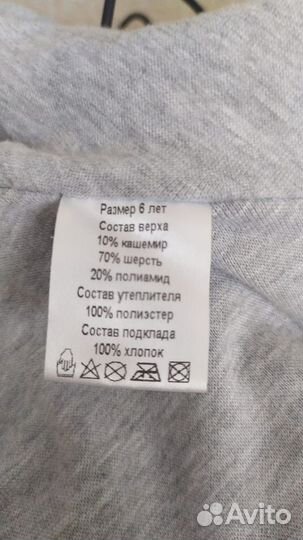 Размер 6 лет
Состав верха
10% кашемир
70% шерсть
20% полиамид
Состав утеплителя
100% полиэстер
Состав подклада
100% хлопок
Avito